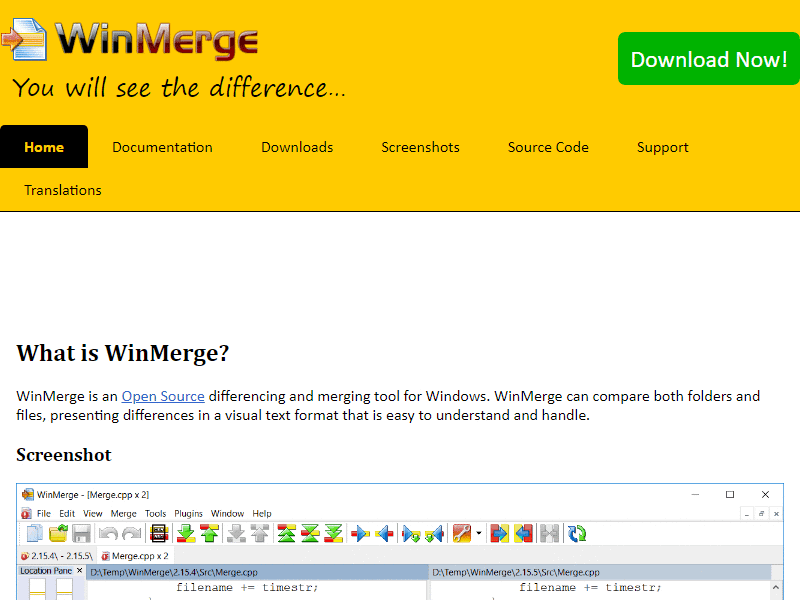 WinMerge
You will see the difference...
Download Now!
Home
Documentation
Downloads
Screenshots
Source Code
Support
Translations
What is WinMerge?
WinMerge is an Open Source differencing and merging tool for Windows. WinMerge can compare both folders and
files, presenting differences in a visual text format that is easy to understand and handle.
Screenshot
WinMerge - [Merge.cpp x 2]
File Edit View Merge Tools Plugins Window Help
2.15.4\ - 2.15.5\ Merge.cpp x 2
Location Pane D:\Temp\WinMerge\2.15.4\Src\Merge.cpp D:\Temp\WinMerge\2.15.5\Src\Merge.cpp
filename += timestr; filename += timestr;